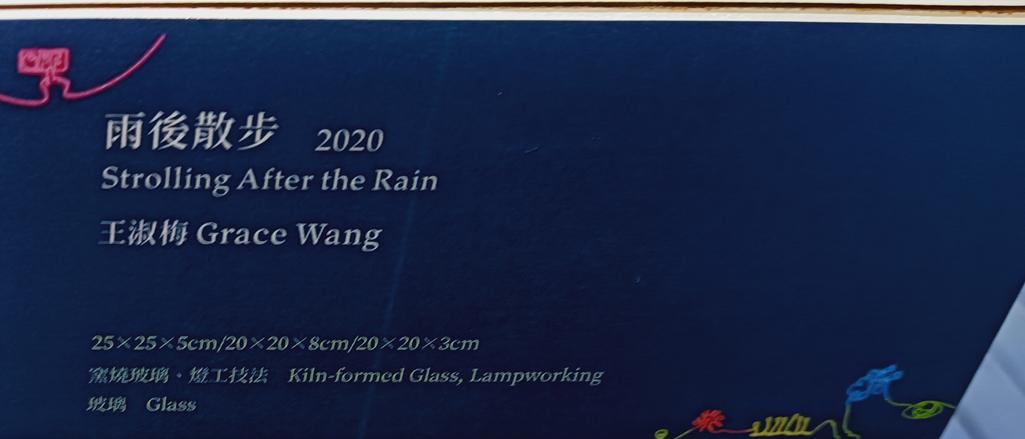 雨後散步 2020
Strolling After the Rain
王淑梅 Grace Wang
25×25×5cm/20×20×8cm/20×20×3cm
窯燒玻璃・燈工技法 Kiln-formed Glass, Lampworking
玻璃 Glass